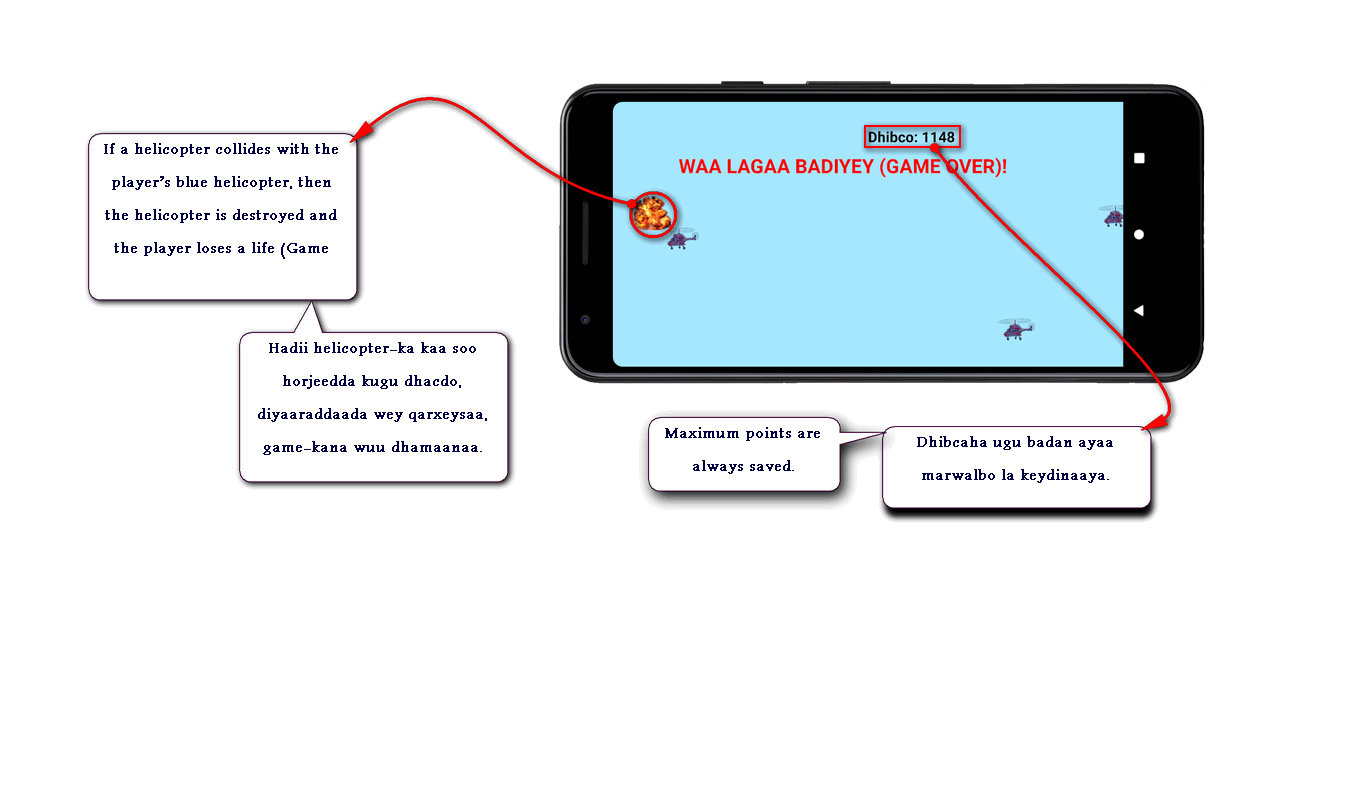 Dhibco: 1148
WAA LAGAA BADIYEY (GAME OVER)!
If a helicopter collides with the
player's blue helicopter, then
the helicopter is destroyed and
the player loses a life (Game
Hadii helicopter-ka kaa soo
horjeedda kugu dhacdo,
diyaaraddaada wey qarxeysaa,
game-kana wuu dhamaanaa.
Maximum points are
always saved.
Dhibcaha ugu badan ayaa
marwalbo la keydinaaya.